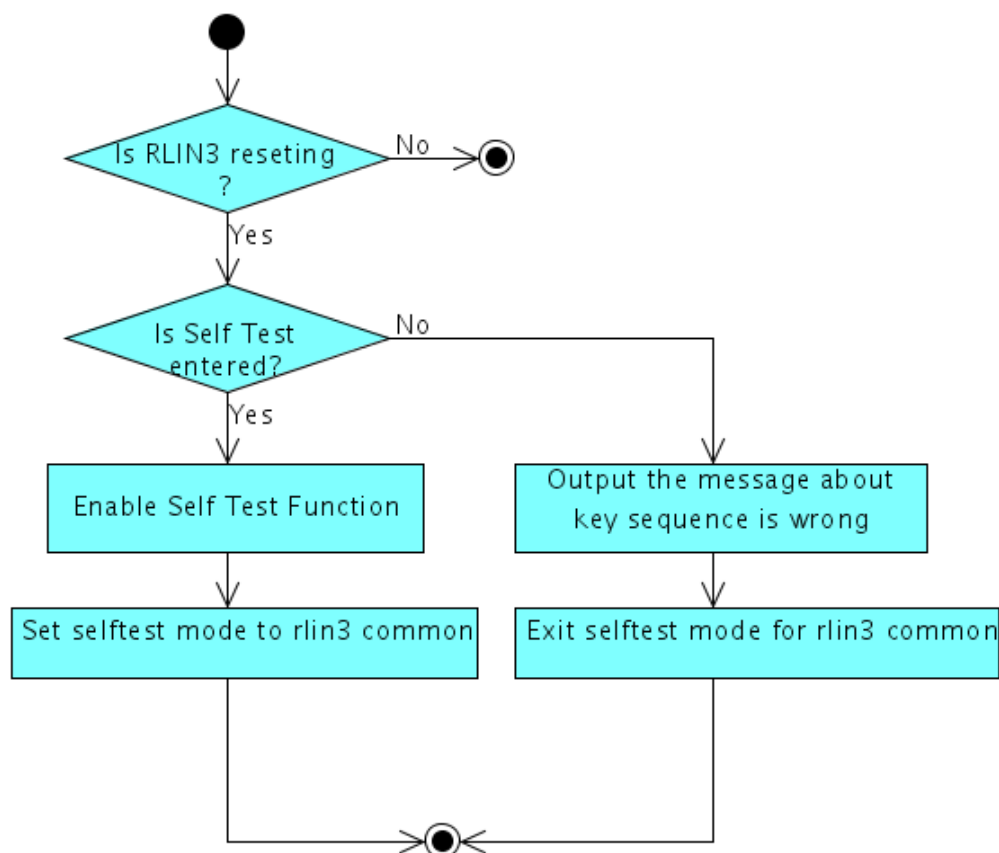 Is RLIN3 reseting
?
No
Yes
Is Self Test
entered?
No
Yes
Enable Self Test Function
Output the message about
key sequence is wrong
Set selftest mode to rlin3 common
Exit selftest mode for rlin3 common